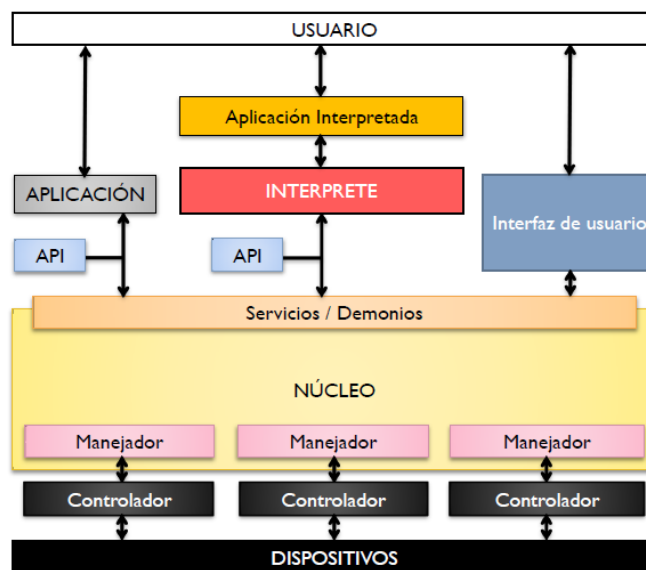 USUARIO
Aplicación Interpretada
APLICACIÓN
INTERPRETE
Interfaz de usuario
API
API
Servicios / Demonios
NÚCLEO
Manejador
Manejador
Manejador
Controlador
Controlador
Controlador
DISPOSITIVOS